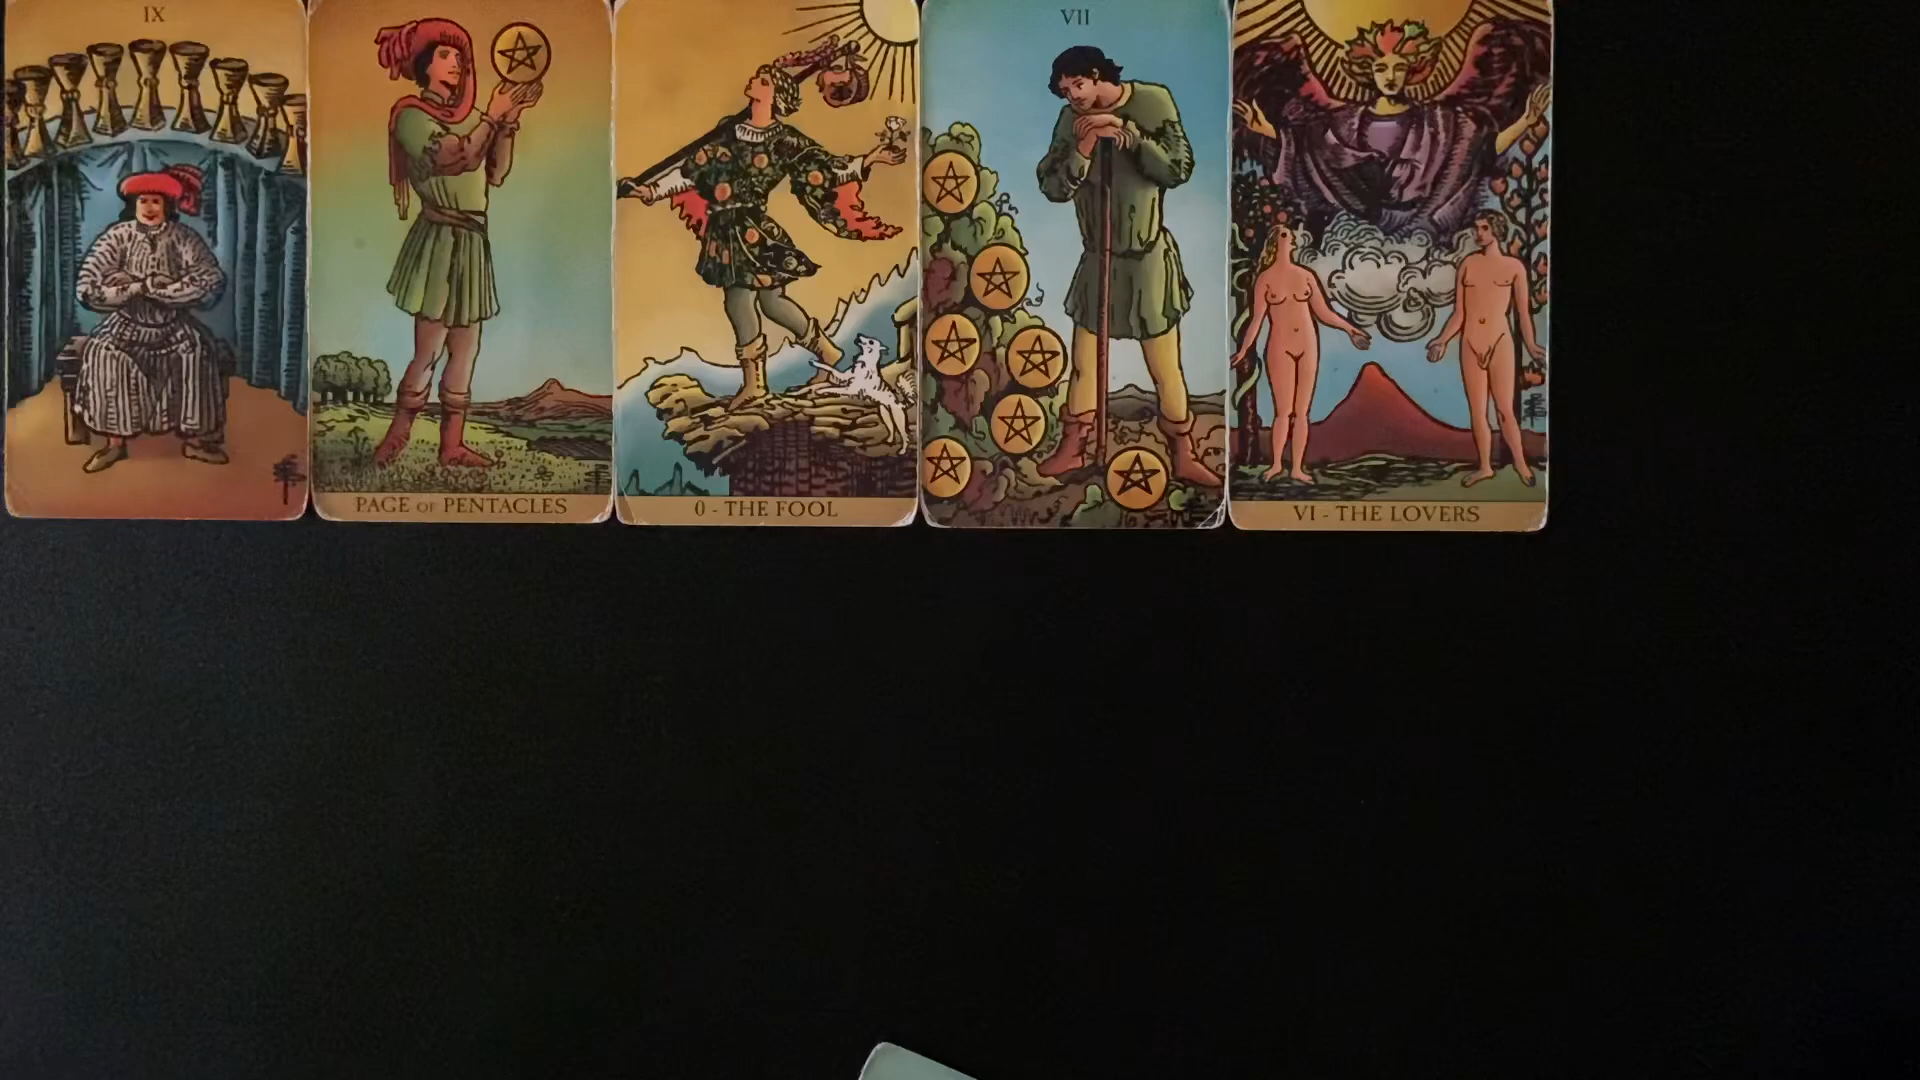 IX
PAGE OF PENTACLES
0 - THE FOOL
VII
VI - THE LOVERS